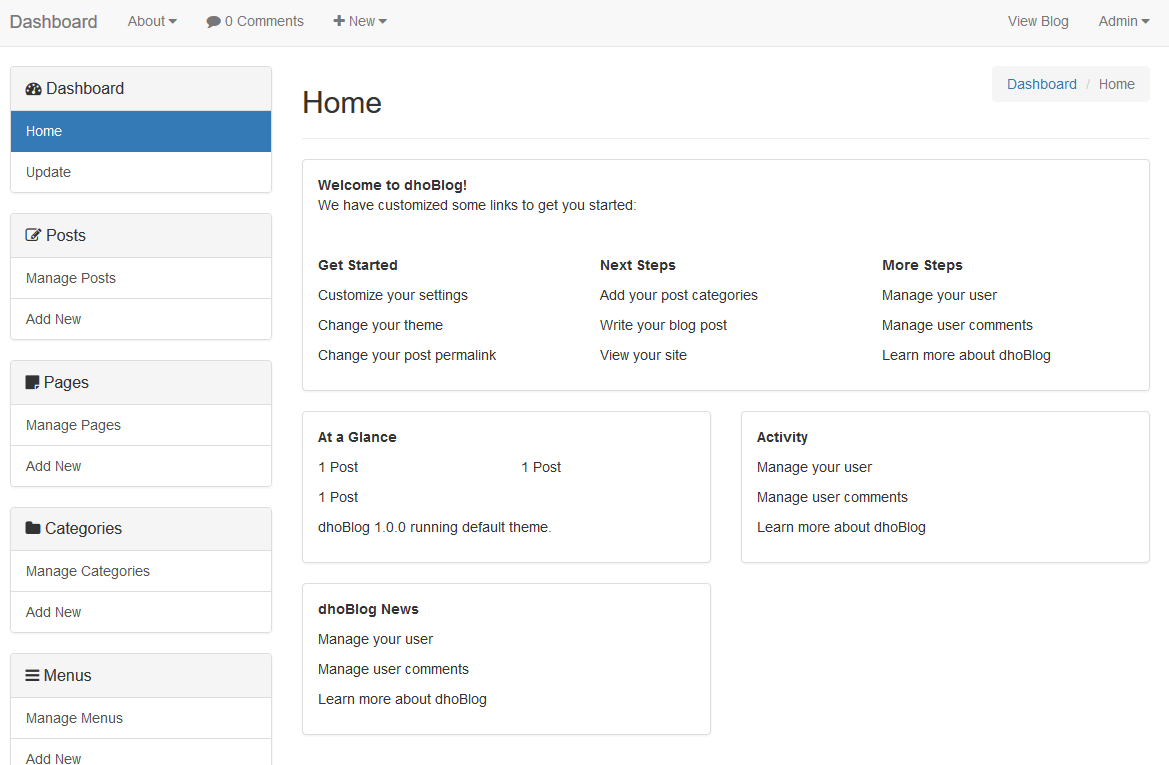 Dashboard About 0 Comments New View Blog Admin
Dashboard
Home
Update
Posts
Manage Posts
Add New
Pages
Manage Pages
Add New
Categories
Manage Categories
Add New
Menus
Manage Menus
Add New
Home
Dashboard / Home
Welcome to dhoBlog!
We have customized some links to get you started:
Get Started
Customize your settings
Change your theme
Change your post permalink
Next Steps
Add your post categories
Write your blog post
View your site
More Steps
Manage your user
Manage user comments
Learn more about dhoBlog
At a Glance
1 Post 1 Post
1 Post
dhoBlog 1.0.0 running default theme.
Activity
Manage your user
Manage user comments
Learn more about dhoBlog
dhoBlog News
Manage your user
Manage user comments
Learn more about dhoBlog